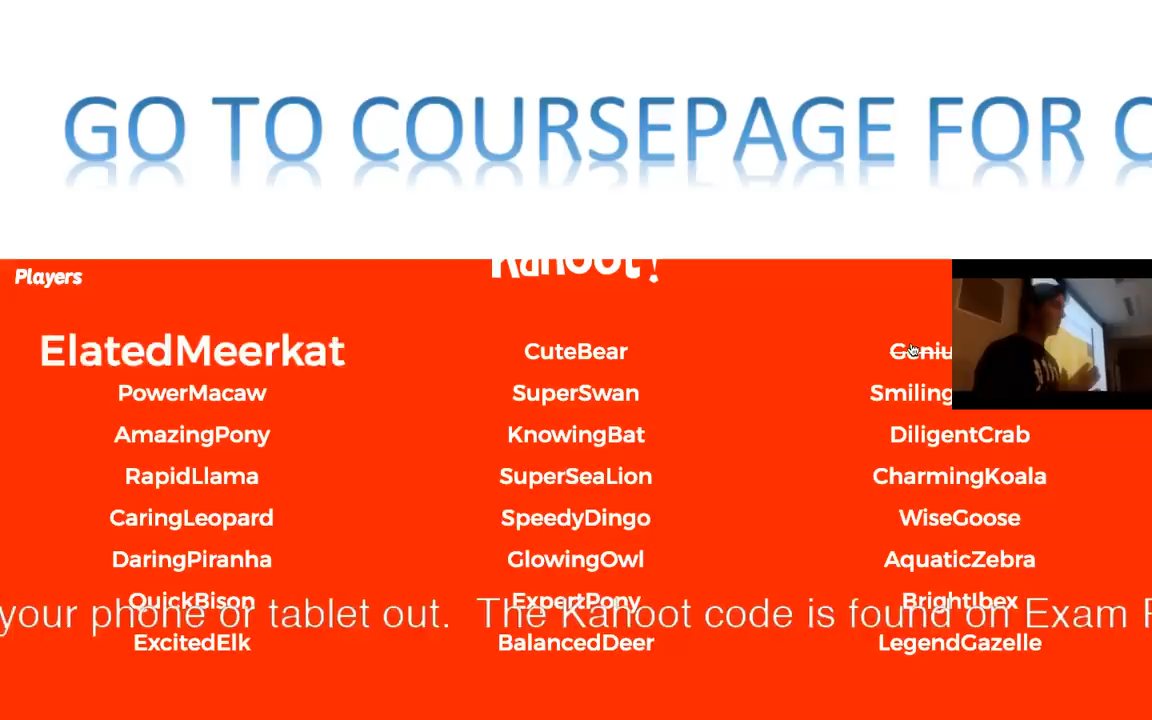 GO TO COURSEPAGE FOR
Kahoot!
Players
ElatedMeerkat
CuteBear
PowerMacaw
SuperSwan
Smiling
AmazingPony
KnowingBat
DiligentCrab
RapidLlama
SuperSeaLion
CharmingKoala
CaringLeopard
SpeedyDingo
WiseGoose
DaringPiranha
GlowingOwl
AquaticZebra
QuickBison
ExpertPony
BrightIbex
your phone or tablet out. The Kahoot code is found on Exam
ExcitedElk
BalancedDeer
LegendGazelle